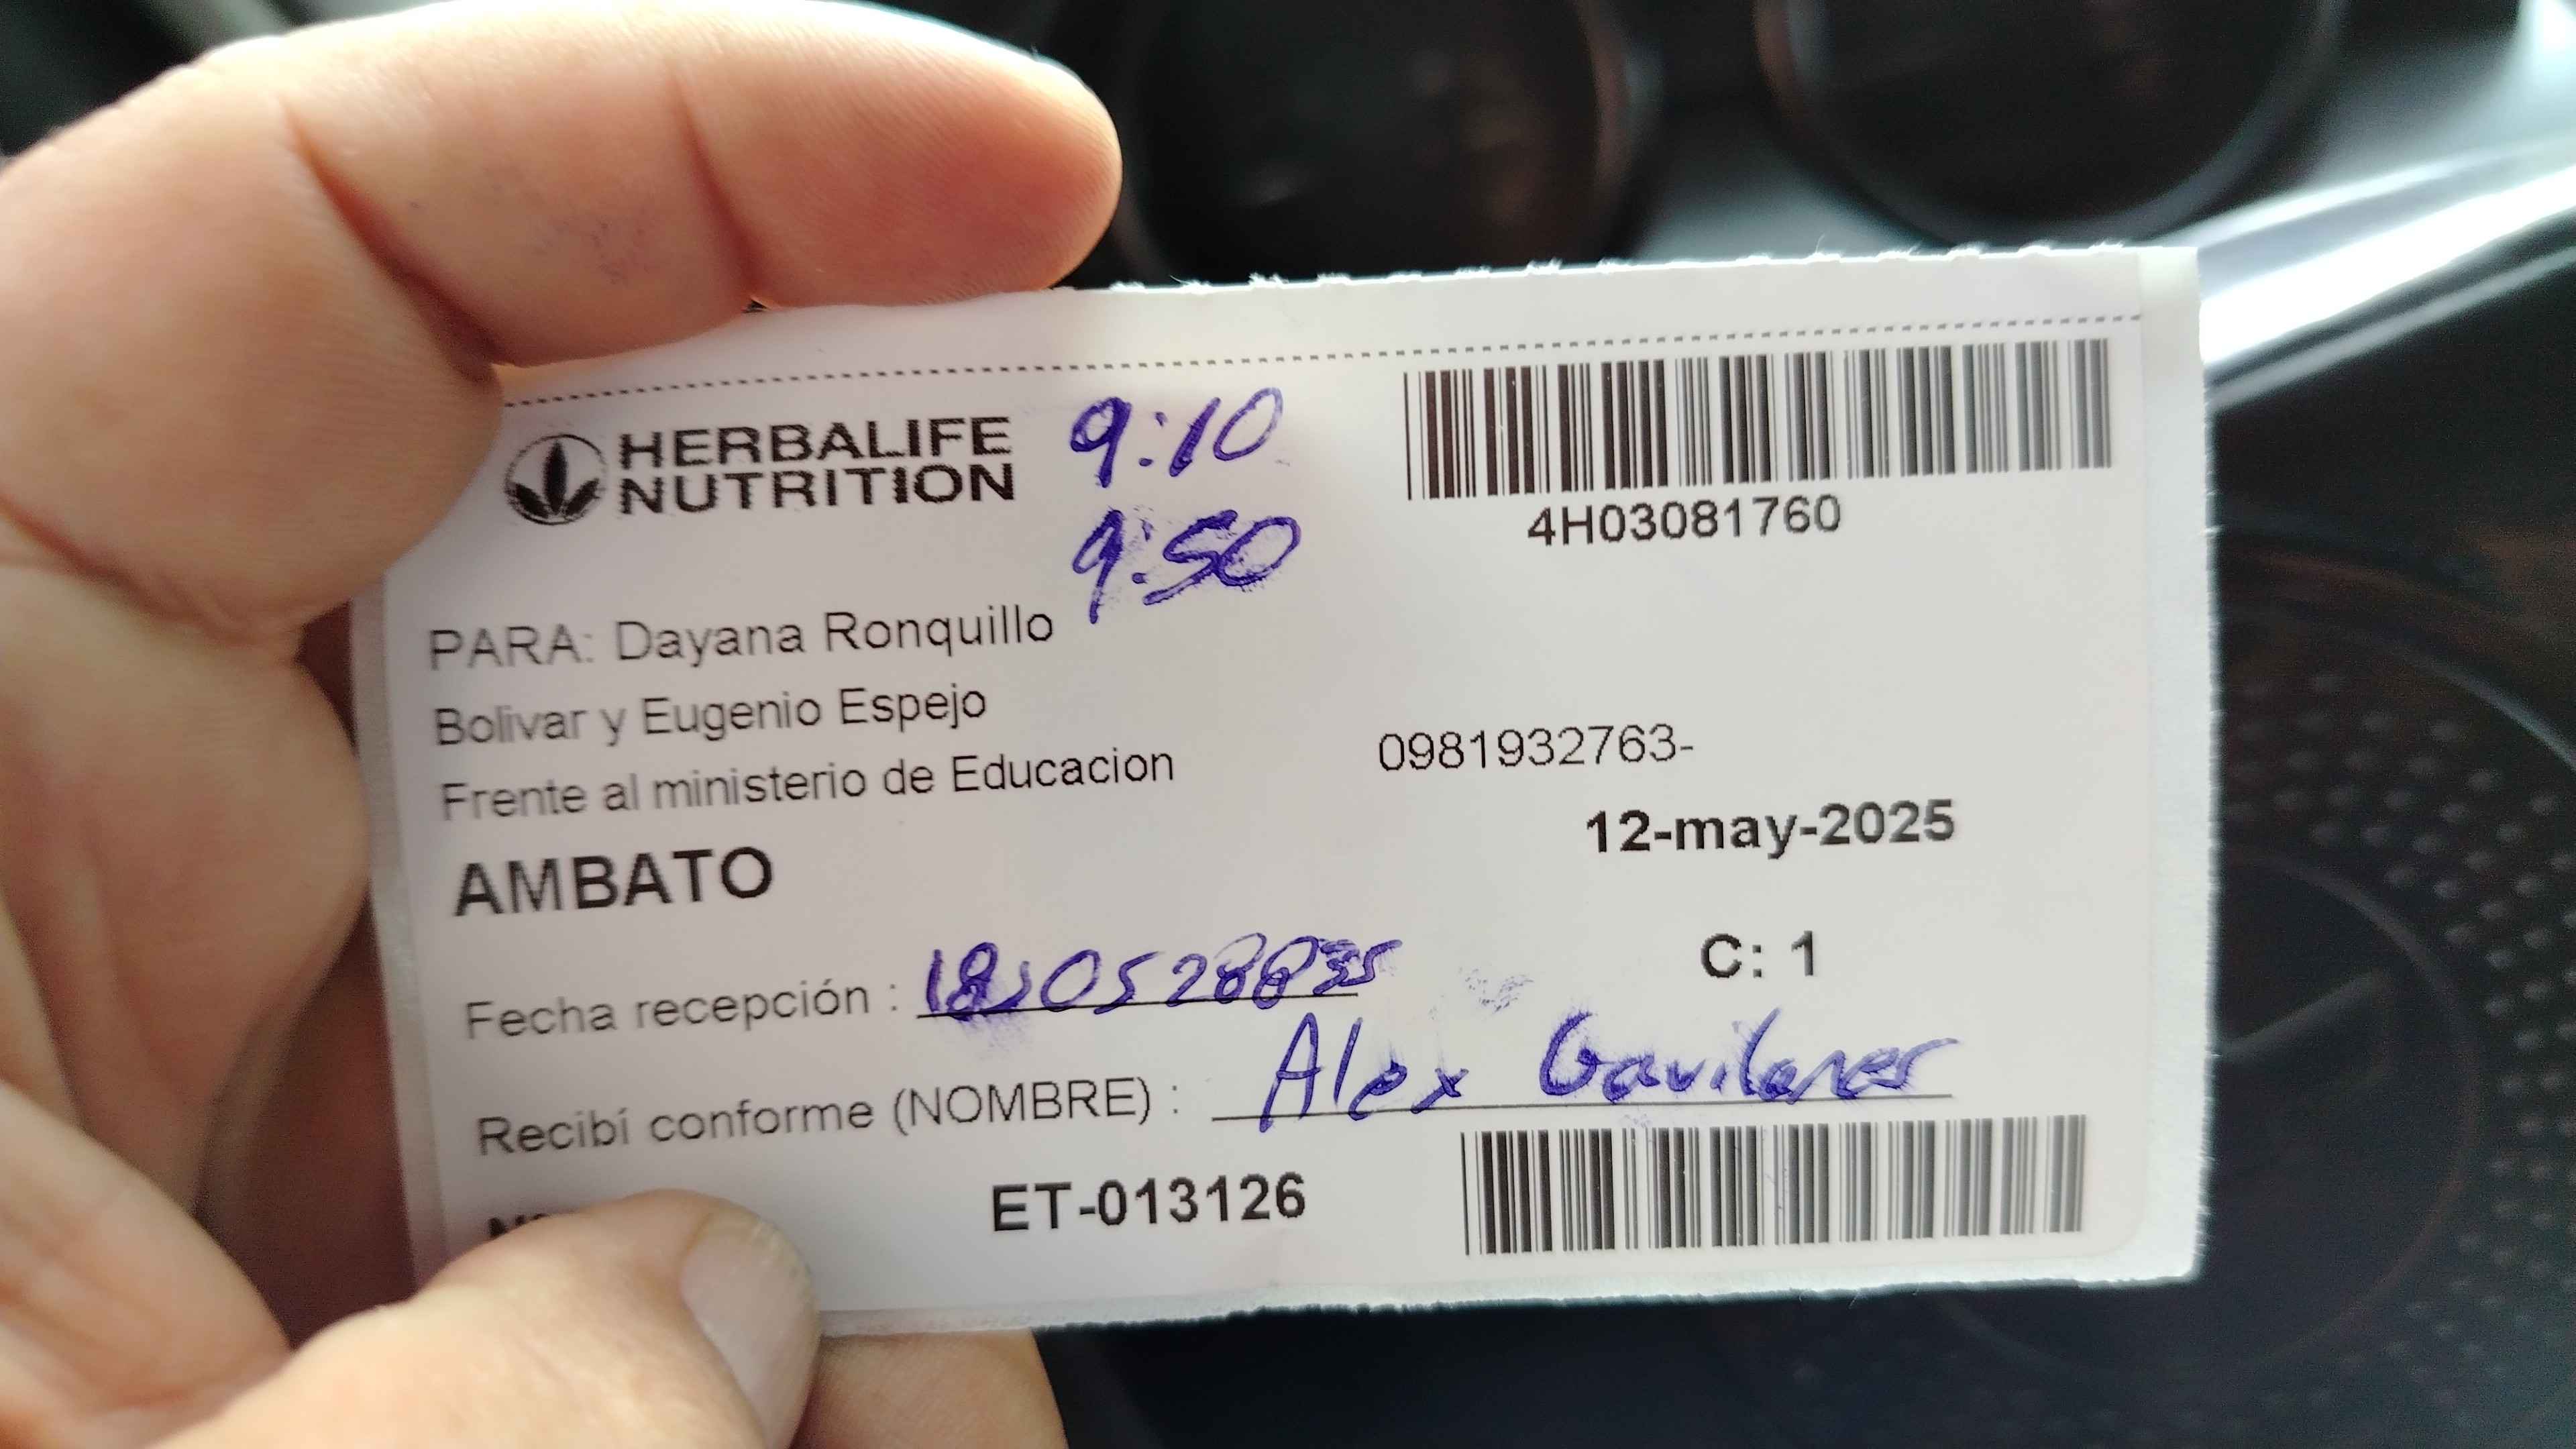 HERBALIFE
NUTRITION
9:10
9:50
4H03081760
PARA: Dayana Ronquillo
Bolivar y Eugenio Espejo
Frente al ministerio de Educacion
0981932763-
12-may-2025
AMBATO
C: 1
Fecha recepción :
Recibí conforme (NOMBRE) : Alex Gavilanes
ET-013126